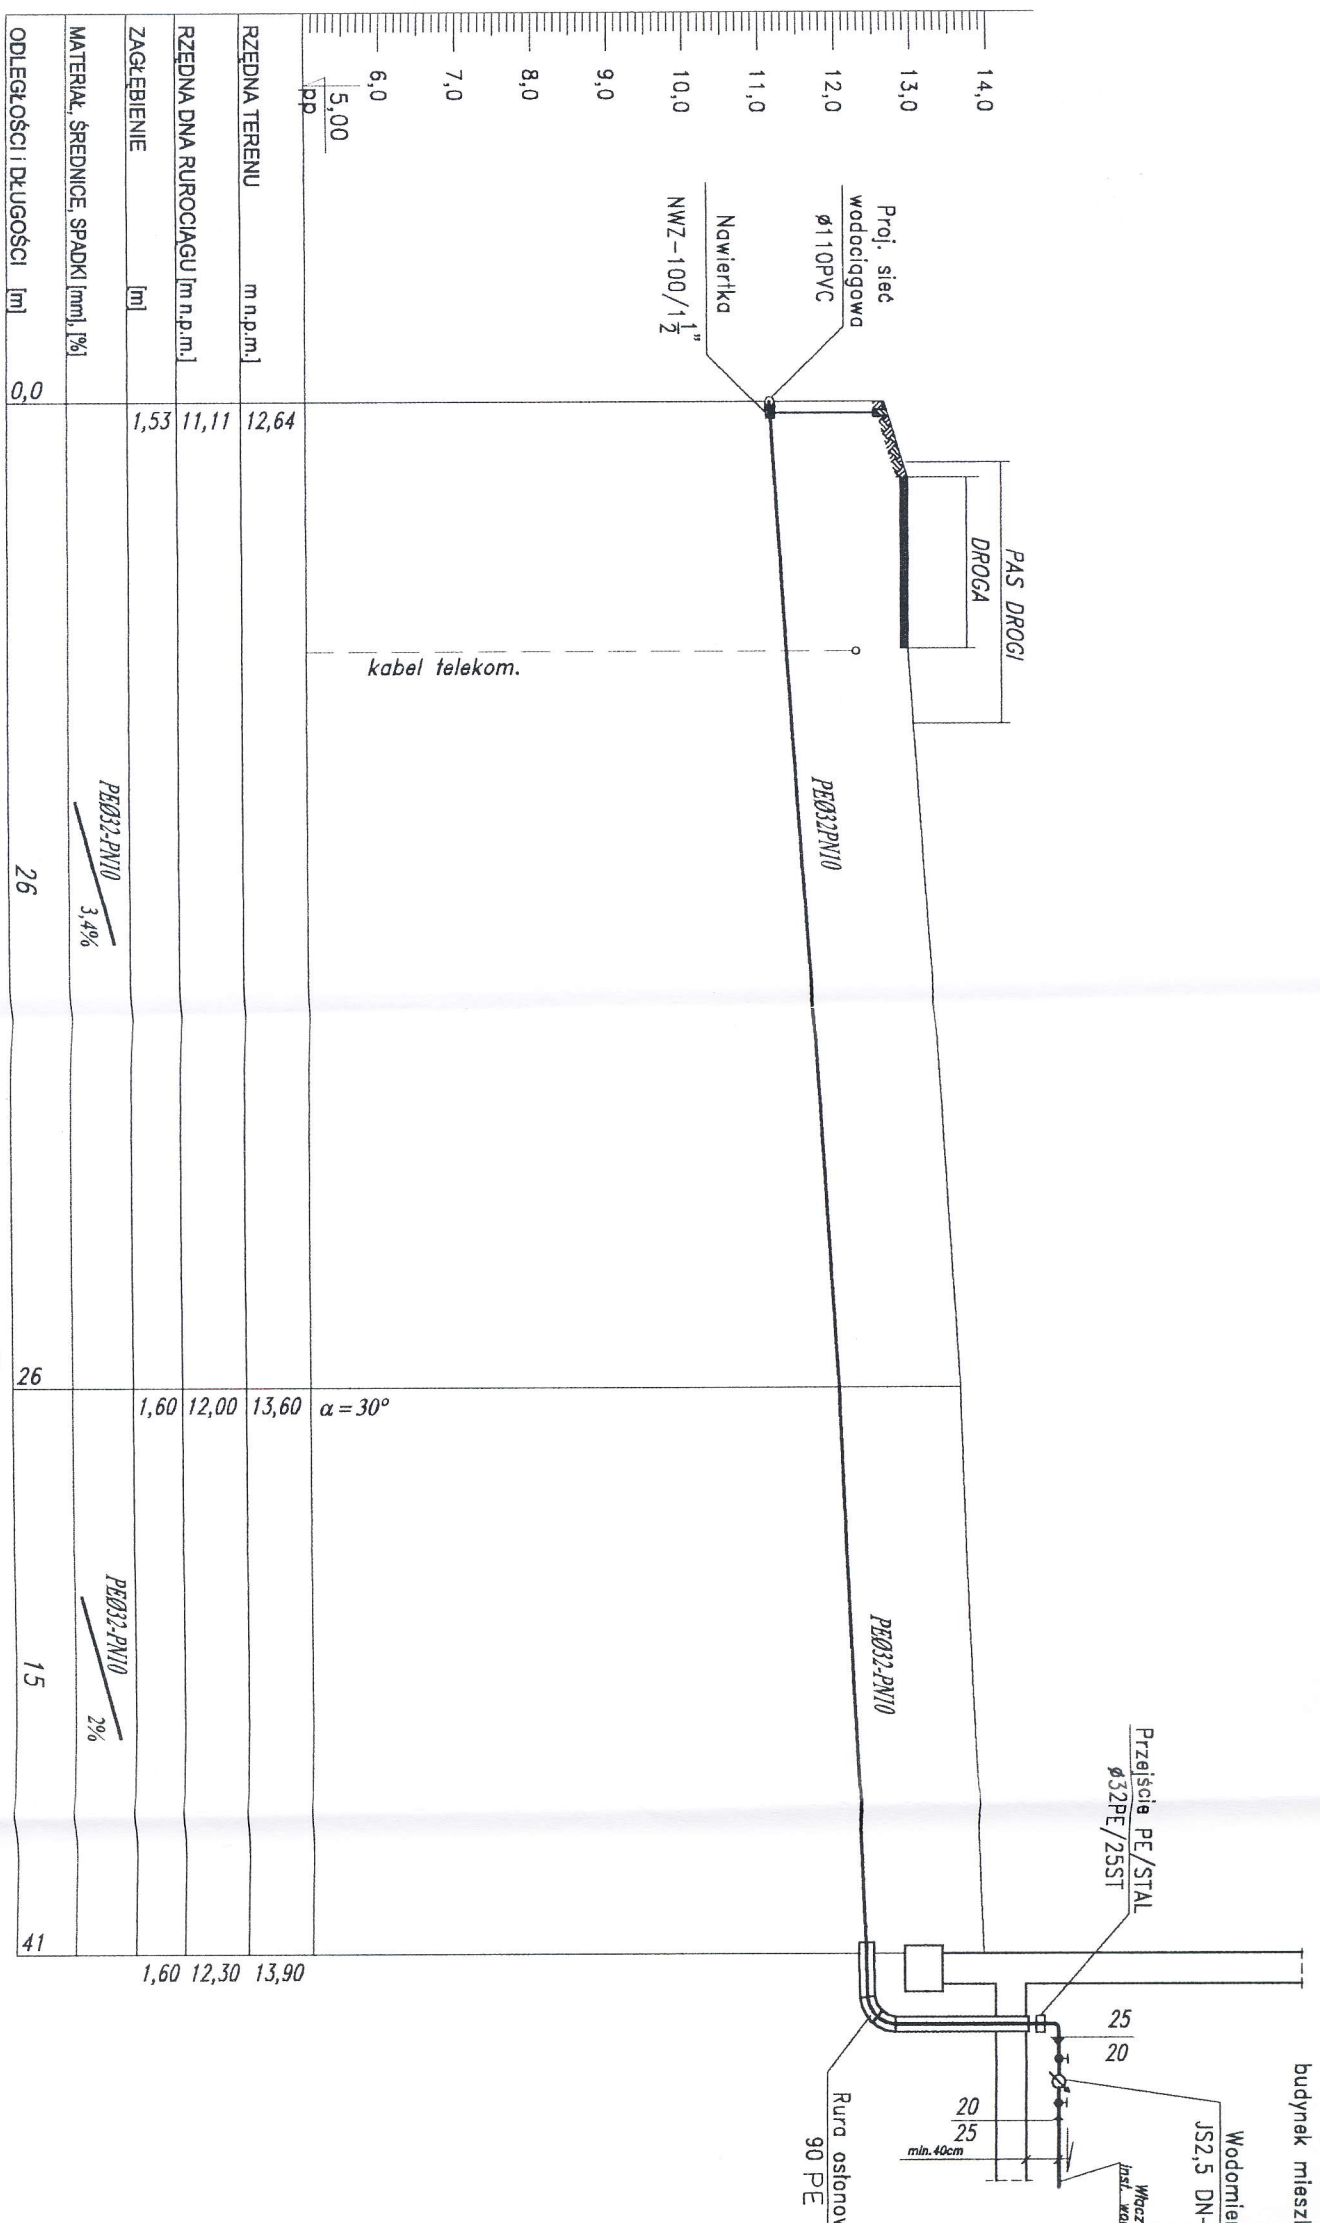 14,0
13,0
12,0
11,0
10,0
9,0
8,0
7,0
6,0
5,00
pp
Proj. sieć
wodociągowa
ø110PVC
Nawiertka
NWZ-100/1 1/2"
PAS DROGI
DROGA
kabel telekom.
PEØ32PN10
PEØ32-PN10
α=30°
Przejście PE/STAL
ø32PE/25ST
25
20
20
25
min. 40cm
Rura
90 PE
JS2,5 DN-
budynek
RZĘDNA TERENU m n.p.m.]
12,64
13,60
13,90
RZĘDNA DNA RUROCIĄGU [m n.p.m.]
11,11
12,00
12,30
ZAGŁĘBIENIE [m]
1,53
1,60
1,60
MATERIAŁ, ŚREDNICE, SPADKI [mm], [%]
PEØ32-PN10
3,4%
PEØ32-PN10
2%
ODLEGŁOŚCI i DŁUGOŚCI [m]
0,0
26
26
15
41